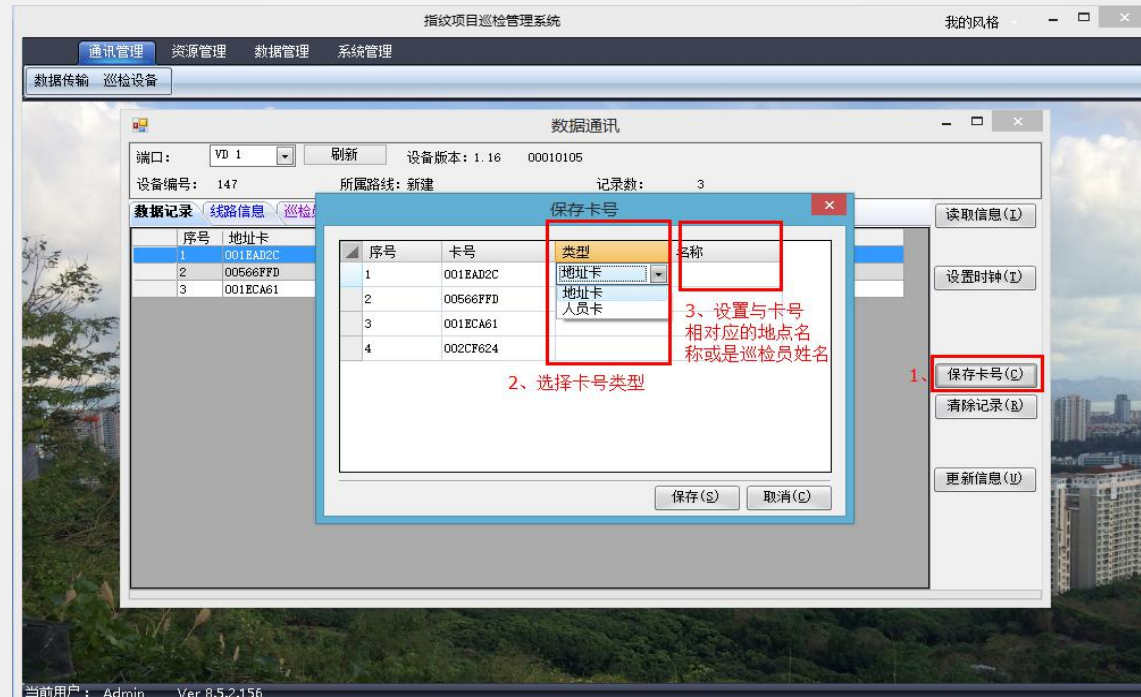 指纹项目巡检管理系统
我的风格
通讯管理 资源管理 数据管理 系统管理
数据传输 巡检设备
数据通讯
端口： VD 1 刷新 设备版本：1.16 00010105
设备编号： 147 所属路线：新建 记录数： 3
数据记录 线路信息
读取信息(I)
序号 地址卡
1 001EAD2C
2 00566FFD
3 001ECA61
设置时钟(T)
保存卡号
序号 卡号 类型 名称
1 001EAD2C 地址卡
地址卡
人员卡
2 00566FFD
3 001ECA61
4 002CF624
2、选择卡号类型
3、设置与卡号
相对应的地点名
称或是巡检员姓名
1、
保存卡号(C)
清除记录(R)
更新信息(U)
保存(S) 取消(C)
当前用户： Admin Ver 8.5.2.156